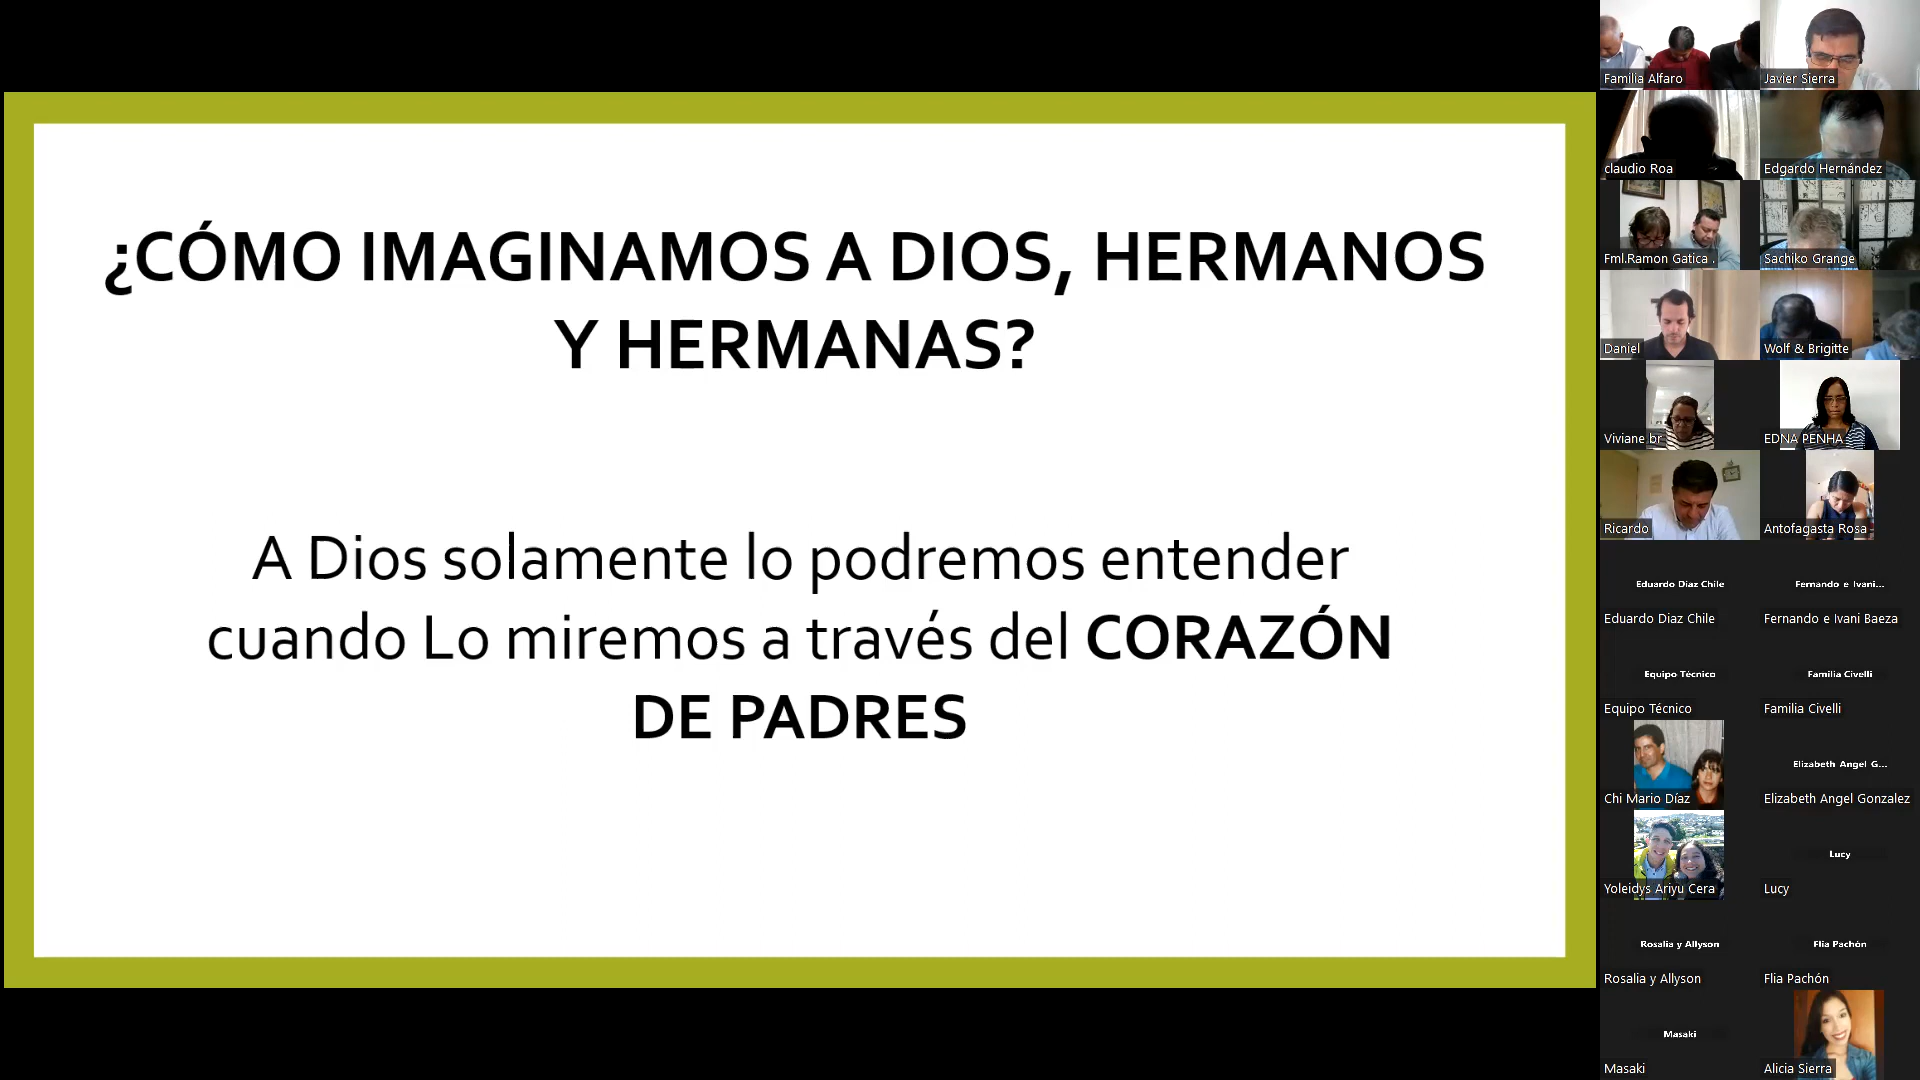 ¿CÓMO IMAGINAMOS A DIOS, HERMANOS
Y HERMANAS?
A Dios solamente lo podremos entender
cuando Lo miremos a través del CORAZÓN
DE PADRES
Familia Alfaro
Javier Sierra
claudio Roa
Edgardo Hernández
Fml.Ramon Gatica .
Sachiko Grange
Daniel
Wolf & Brigitte
Viviane br
EDNA PENHA
Ricardo
Antofagasta Rosa
Eduardo Diaz Chile
Eduardo Diaz Chile
Fernando e Ivani...
Fernando e Ivani Baeza
Equipo Técnico
Equipo Técnico
Familia Civelli
Familia Civelli
Chi Mario Díaz
Elizabeth Angel G...
Elizabeth Angel Gonzalez
Yoleidys Ariyu Cera
Lucy
Lucy
Rosalia y Allyson
Rosalia y Allyson
Flia Pachón
Flia Pachón
Masaki
Masaki
Alicia Sierra